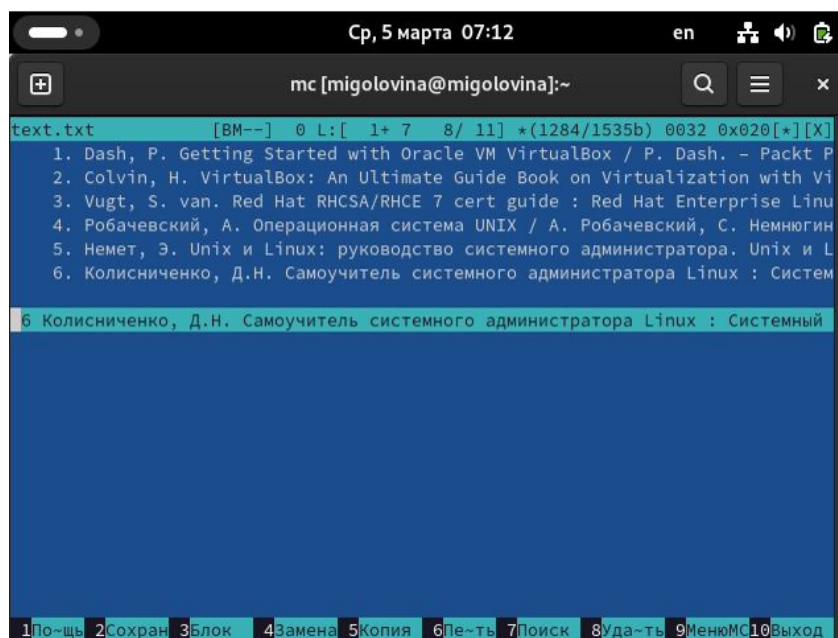 Ср, 5 марта 07:12 en
mc [migolovina@migolovina]:~
text.txt [BM--] 0 L:[ 1+ 7 8/ 11] *(1284/1535b) 0032 0x020[*][X]
1. Dash, P. Getting Started with Oracle VM VirtualBox / P. Dash. – Packt P
2. Colvin, H. VirtualBox: An Ultimate Guide Book on Virtualization with Vi
3. Vugt, S. van. Red Hat RHCSA/RHCE 7 cert guide : Red Hat Enterprise Linu
4. Робачевский, А. Операционная система UNIX / А. Робачевский, С. Немнюгин
5. Немет, Э. Unix и Linux: руководство системного администратора. Unix и L
6. Колисниченко, Д.Н. Самоучитель системного администратора Linux : Систем
6 Колисниченко, Д.Н. Самоучитель системного администратора Linux : Системный
1По~щь 2Сохран 3Блок 4Замена 5Копия 6Пе~ть 7Поиск 8Уда~ть 9МенюМС10Выход